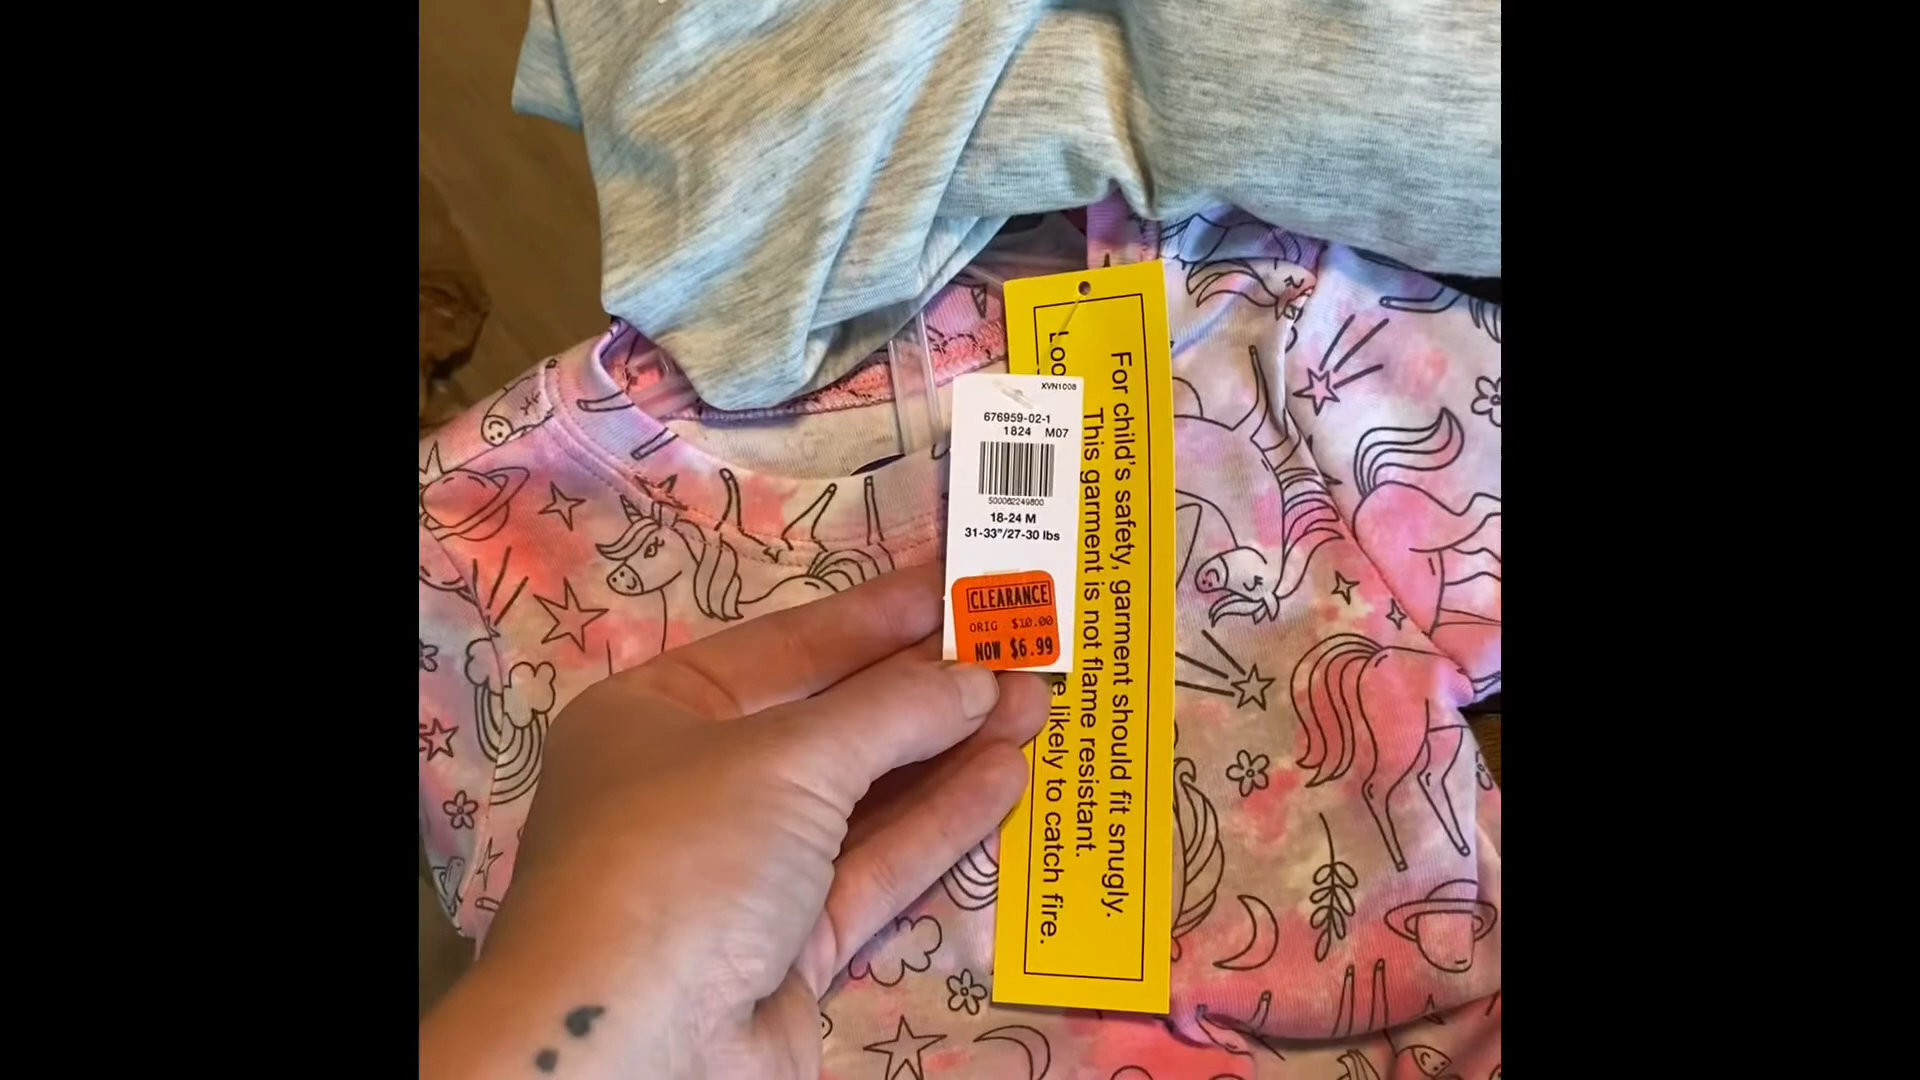 XVN1008
676959-02-1
1824 M07
500062249800
18-24 M
31-33"/27-30 lbs
CLEARANCE
ORIG $10.00
NOW $6.99
For child's safety, garment should fit snugly.
This garment is not flame resistant.
likely to catch fire.